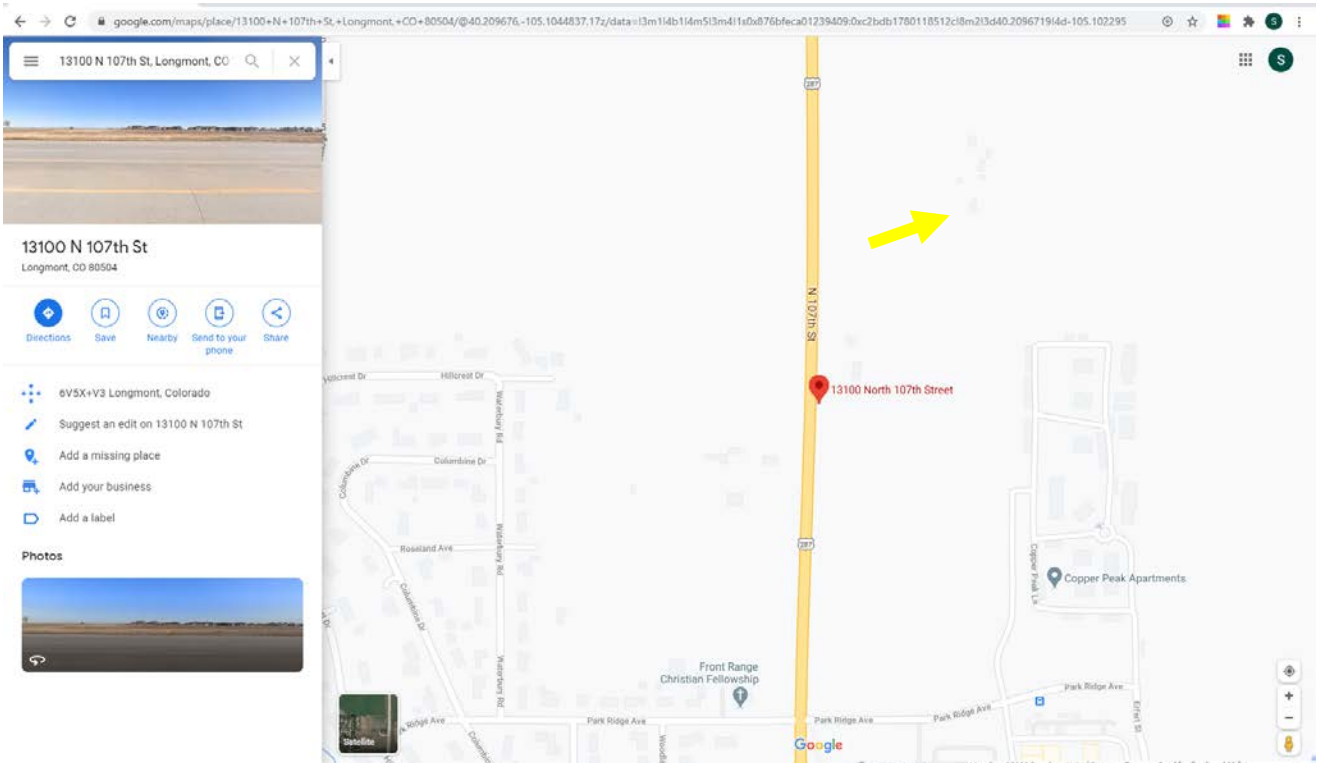 google.com/maps/place/13100+N+107th+St,+Longmont,+CO+80504/@40.209676,-105.1044837,17z/data=!3m1!4b1!4m5!3m4!1s0x876bfeca01239409:0xc2bdb1780118512c!8m2!3d40.2096719!4d-105.102295
S
13100 N 107th St, Longmont, CO
S
13100 N 107th St
Longmont, CO 80504
Directions
Save
Nearby
Send to your
phone
Share
6V5X+V3 Longmont, Colorado
Suggest an edit on 13100 N 107th St
Add a missing place
Add your business
Add a label
Photos
Satellite
287
N 107th St
13100 North 107th Street
Hillcrest Dr
Hillcrest Dr
Waterbury Rd
Columbine Dr
Columbine Dr
Roseland Ave
Waterbury Rd
287
Columbine Dr
Copper Peak Ln
Copper Peak Apartments
Waterbury Rd
Front Range
Christian Fellowship
Park Ridge Ave
Park Ridge Ave
Park Ridge Ave
Park Ridge Ave
Erfert St
Google